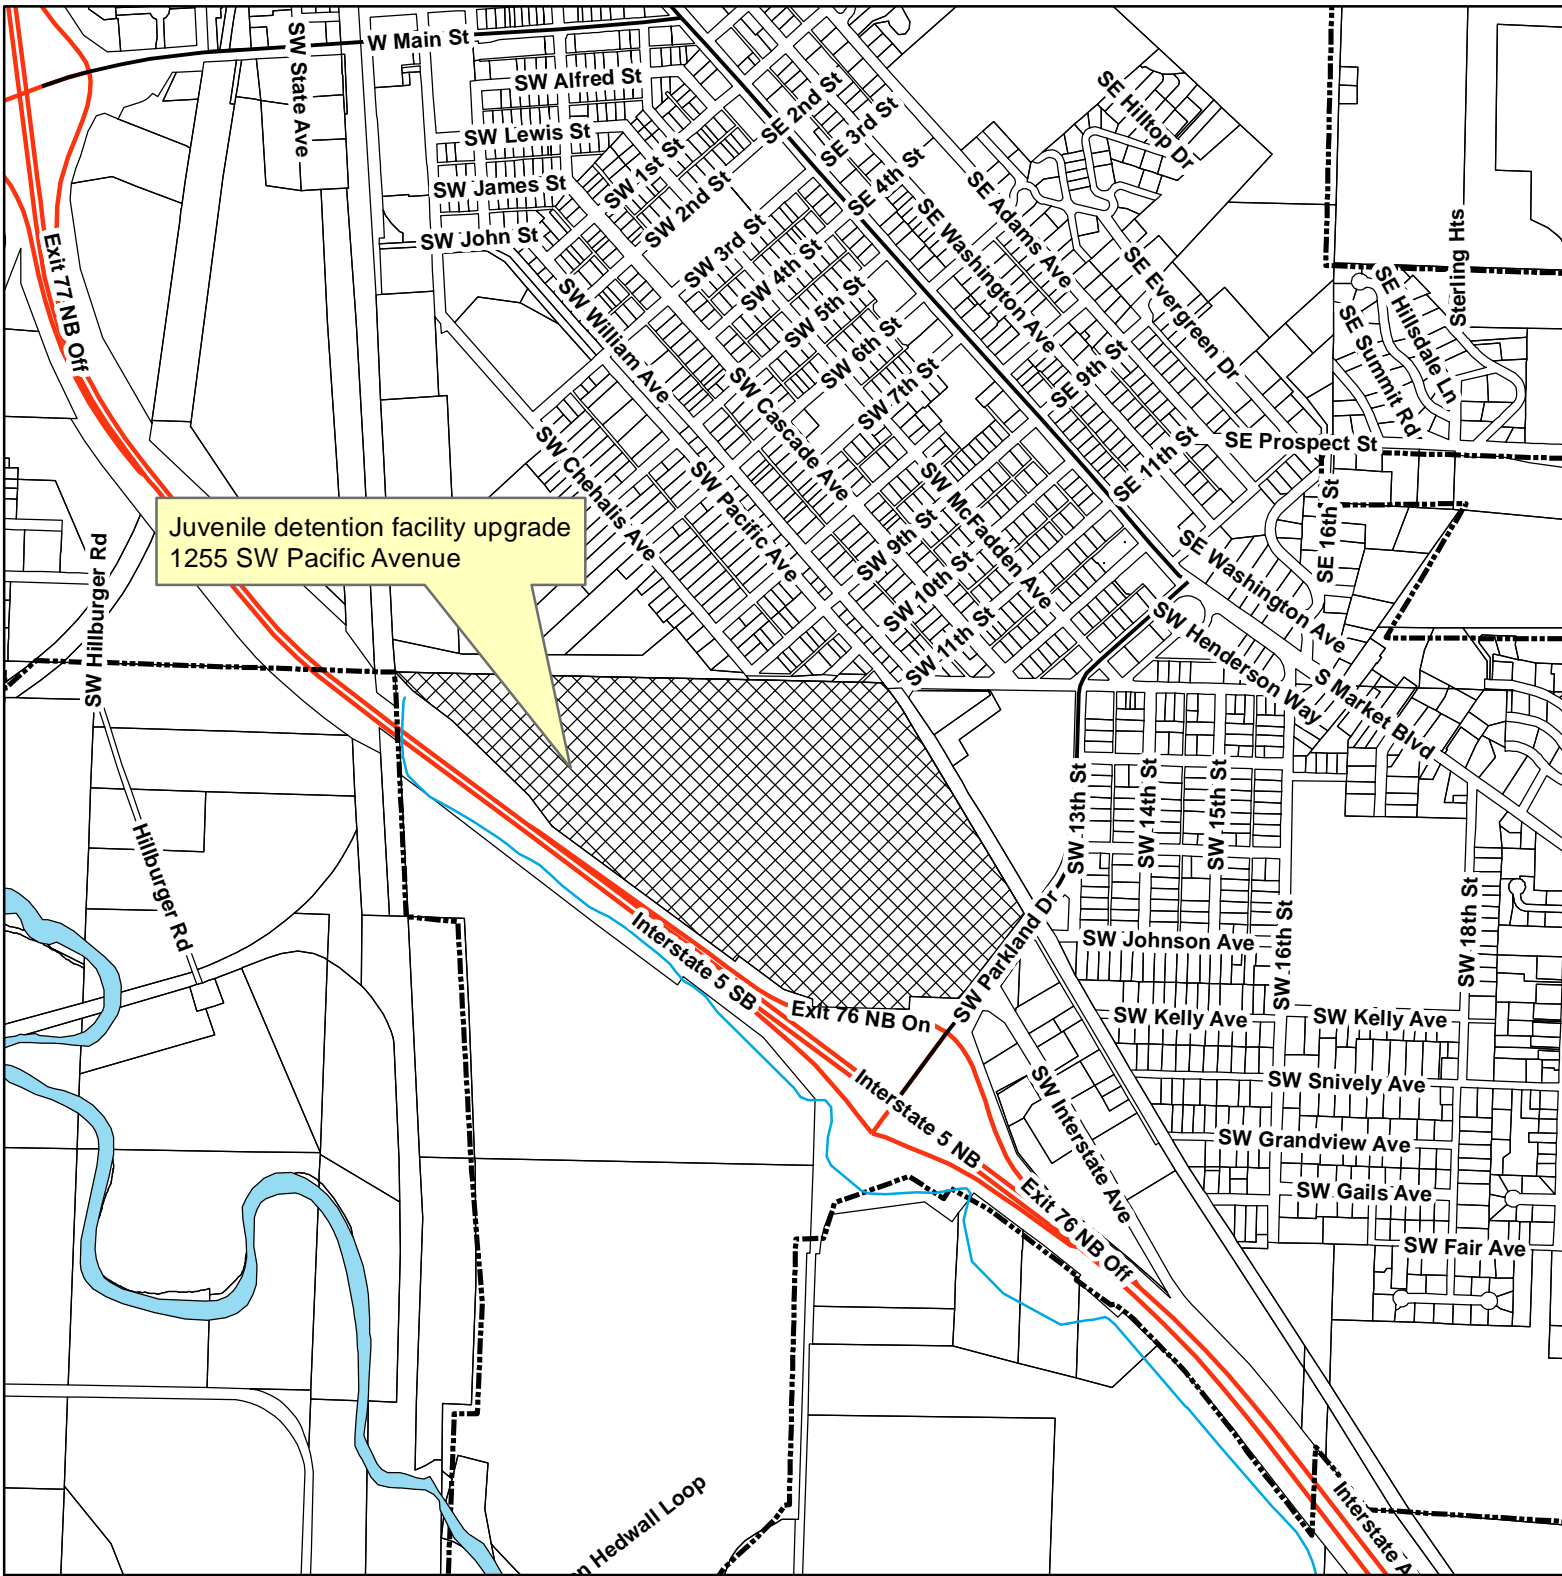 W Main St
SW State Ave
SW Alfred St
SW Lewis St
SW James St
SW John St
SW 1st St
SW 2nd St
SW 3rd St
SW 4th St
SW 5th St
SW 6th St
SW 7th St
SE 2nd St
SE 3rd St
SE 4th St
SE Hilltop Dr
SE Adams Ave
SE Washington Ave
SE Evergreen Dr
SE Hillsdale Ln
SE Summit Rd
Sterling Hts
SE 9th St
SE 11th St
SE Prospect St
SE 16th St
SE Washington Ave
Exit 77 NB Off
SW William Ave
SW Cascade Ave
SW Chehalis Ave
SW Pacific Ave
SW McFadden Ave
SW 9th St
SW 10th St
SW 11th St
Juvenile detention facility upgrade
1255 SW Pacific Avenue
SW Hillburger Rd
Hillburger Rd
SW Henderson Way
S Market Blvd
SW 13th St
SW 14th St
SW 15th St
SW 16th St
SW 18th St
SW Parkland Dr
SW Johnson Ave
SW Kelly Ave
SW Kelly Ave
SW Snively Ave
SW Grandview Ave
SW Gails Ave
SW Fair Ave
Interstate 5 SB
Exit 76 NB On
Interstate 5 NB
SW Interstate Ave
Exit 76 NB Off
Interstate A
n Hedwall Loop